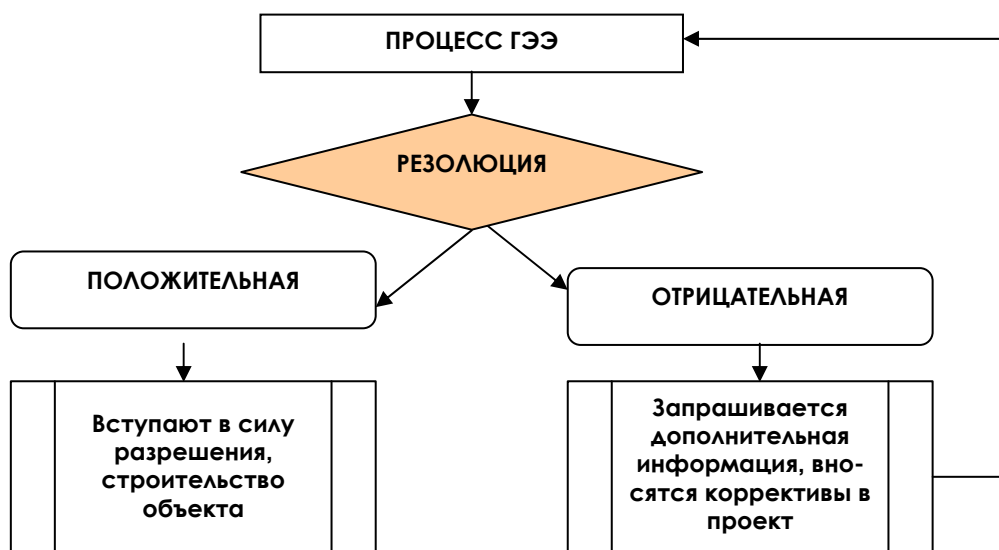 ПРОЦЕСС ГЭЭ
РЕЗОЛЮЦИЯ
ПОЛОЖИТЕЛЬНАЯ
ОТРИЦАТЕЛЬНАЯ
Вступают в силу
разрешения,
строительство
объекта
Запрашивается
дополнительная
информация, вно-
сятся коррективы в
проект